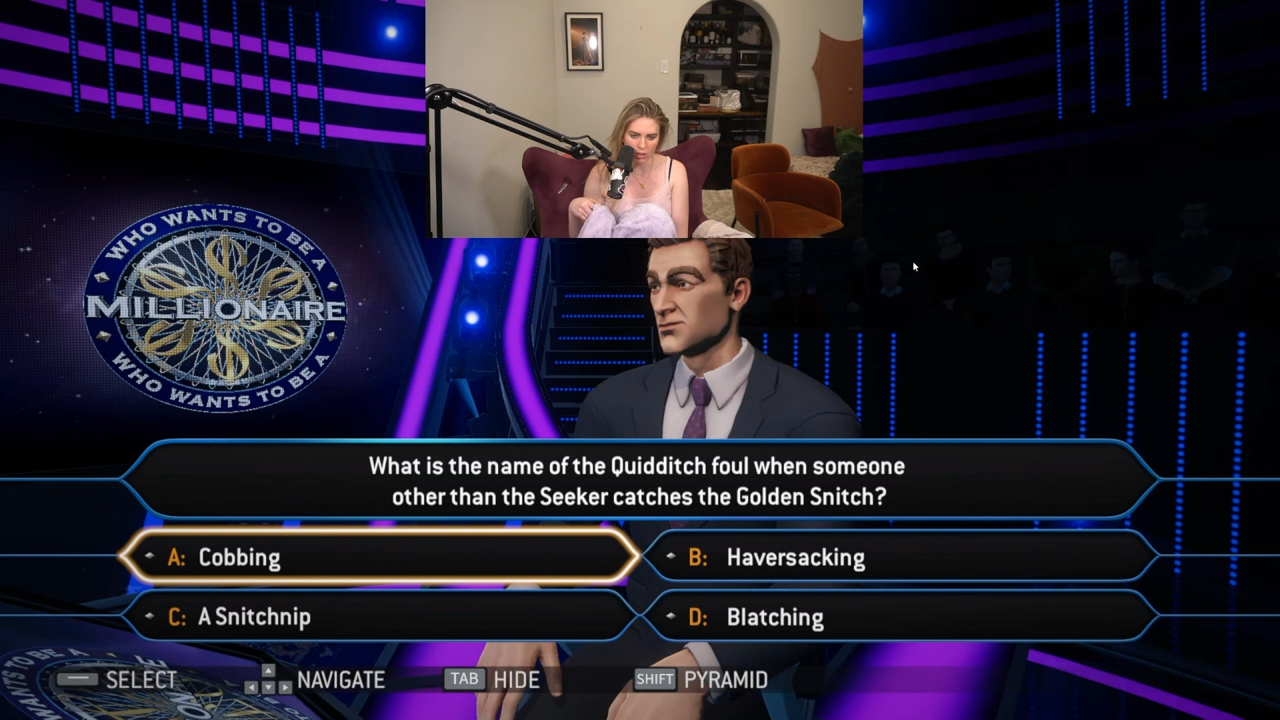 WHO WANTS TO BE A
MILLIONAIRE
WHO WANTS TO BE A
What is the name of the Quidditch foul when someone
other than the Seeker catches the Golden Snitch?
A: Cobbing
B: Haversacking
C: A Snitchnip
D: Blatching
SELECT
NAVIGATE
TAB HIDE
SHIFT PYRAMID